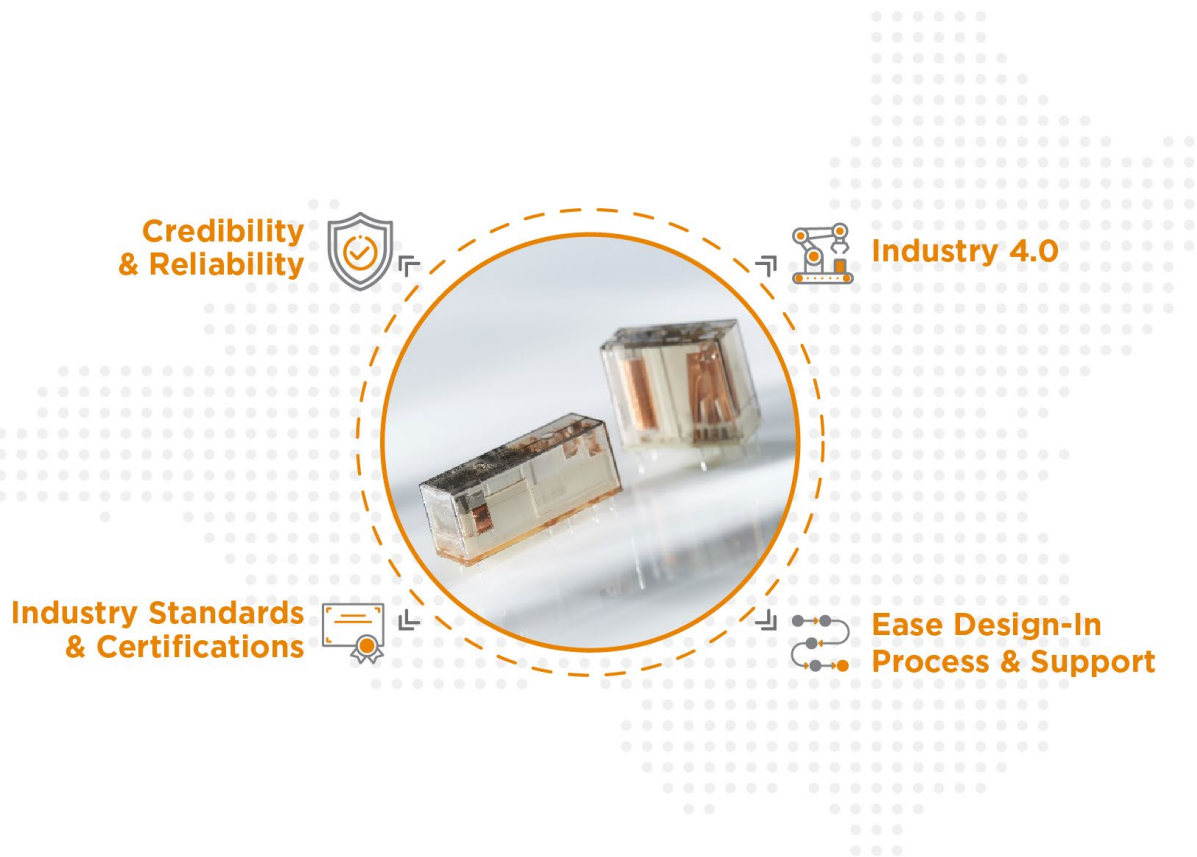 Credibility
& Reliability
Industry 4.0
Industry Standards
& Certifications
Ease Design-In
Process & Support